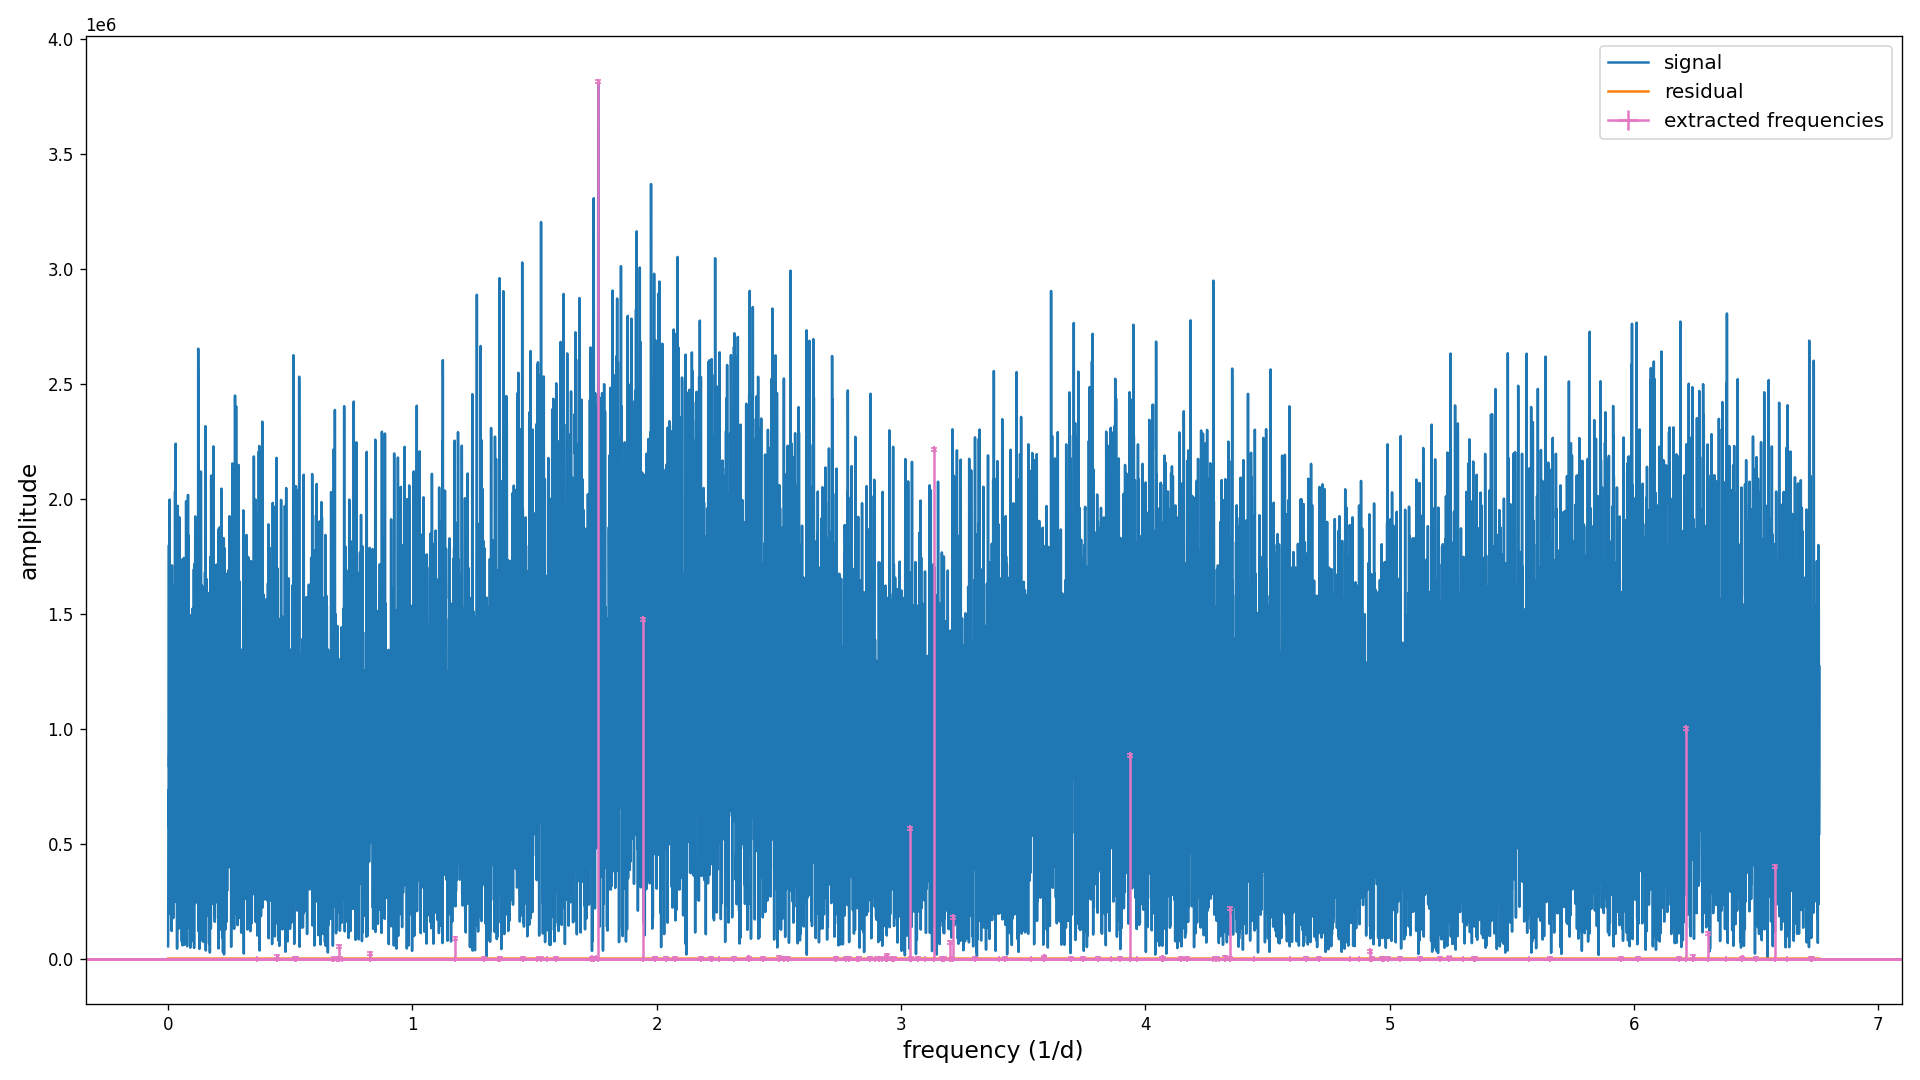 1e6
4.0
3.5
3.0
2.5
2.0
1.5
1.0
0.5
0.0
amplitude
signal
residual
extracted frequencies
0 1 2 3 4 5 6 7
frequency (1/d)